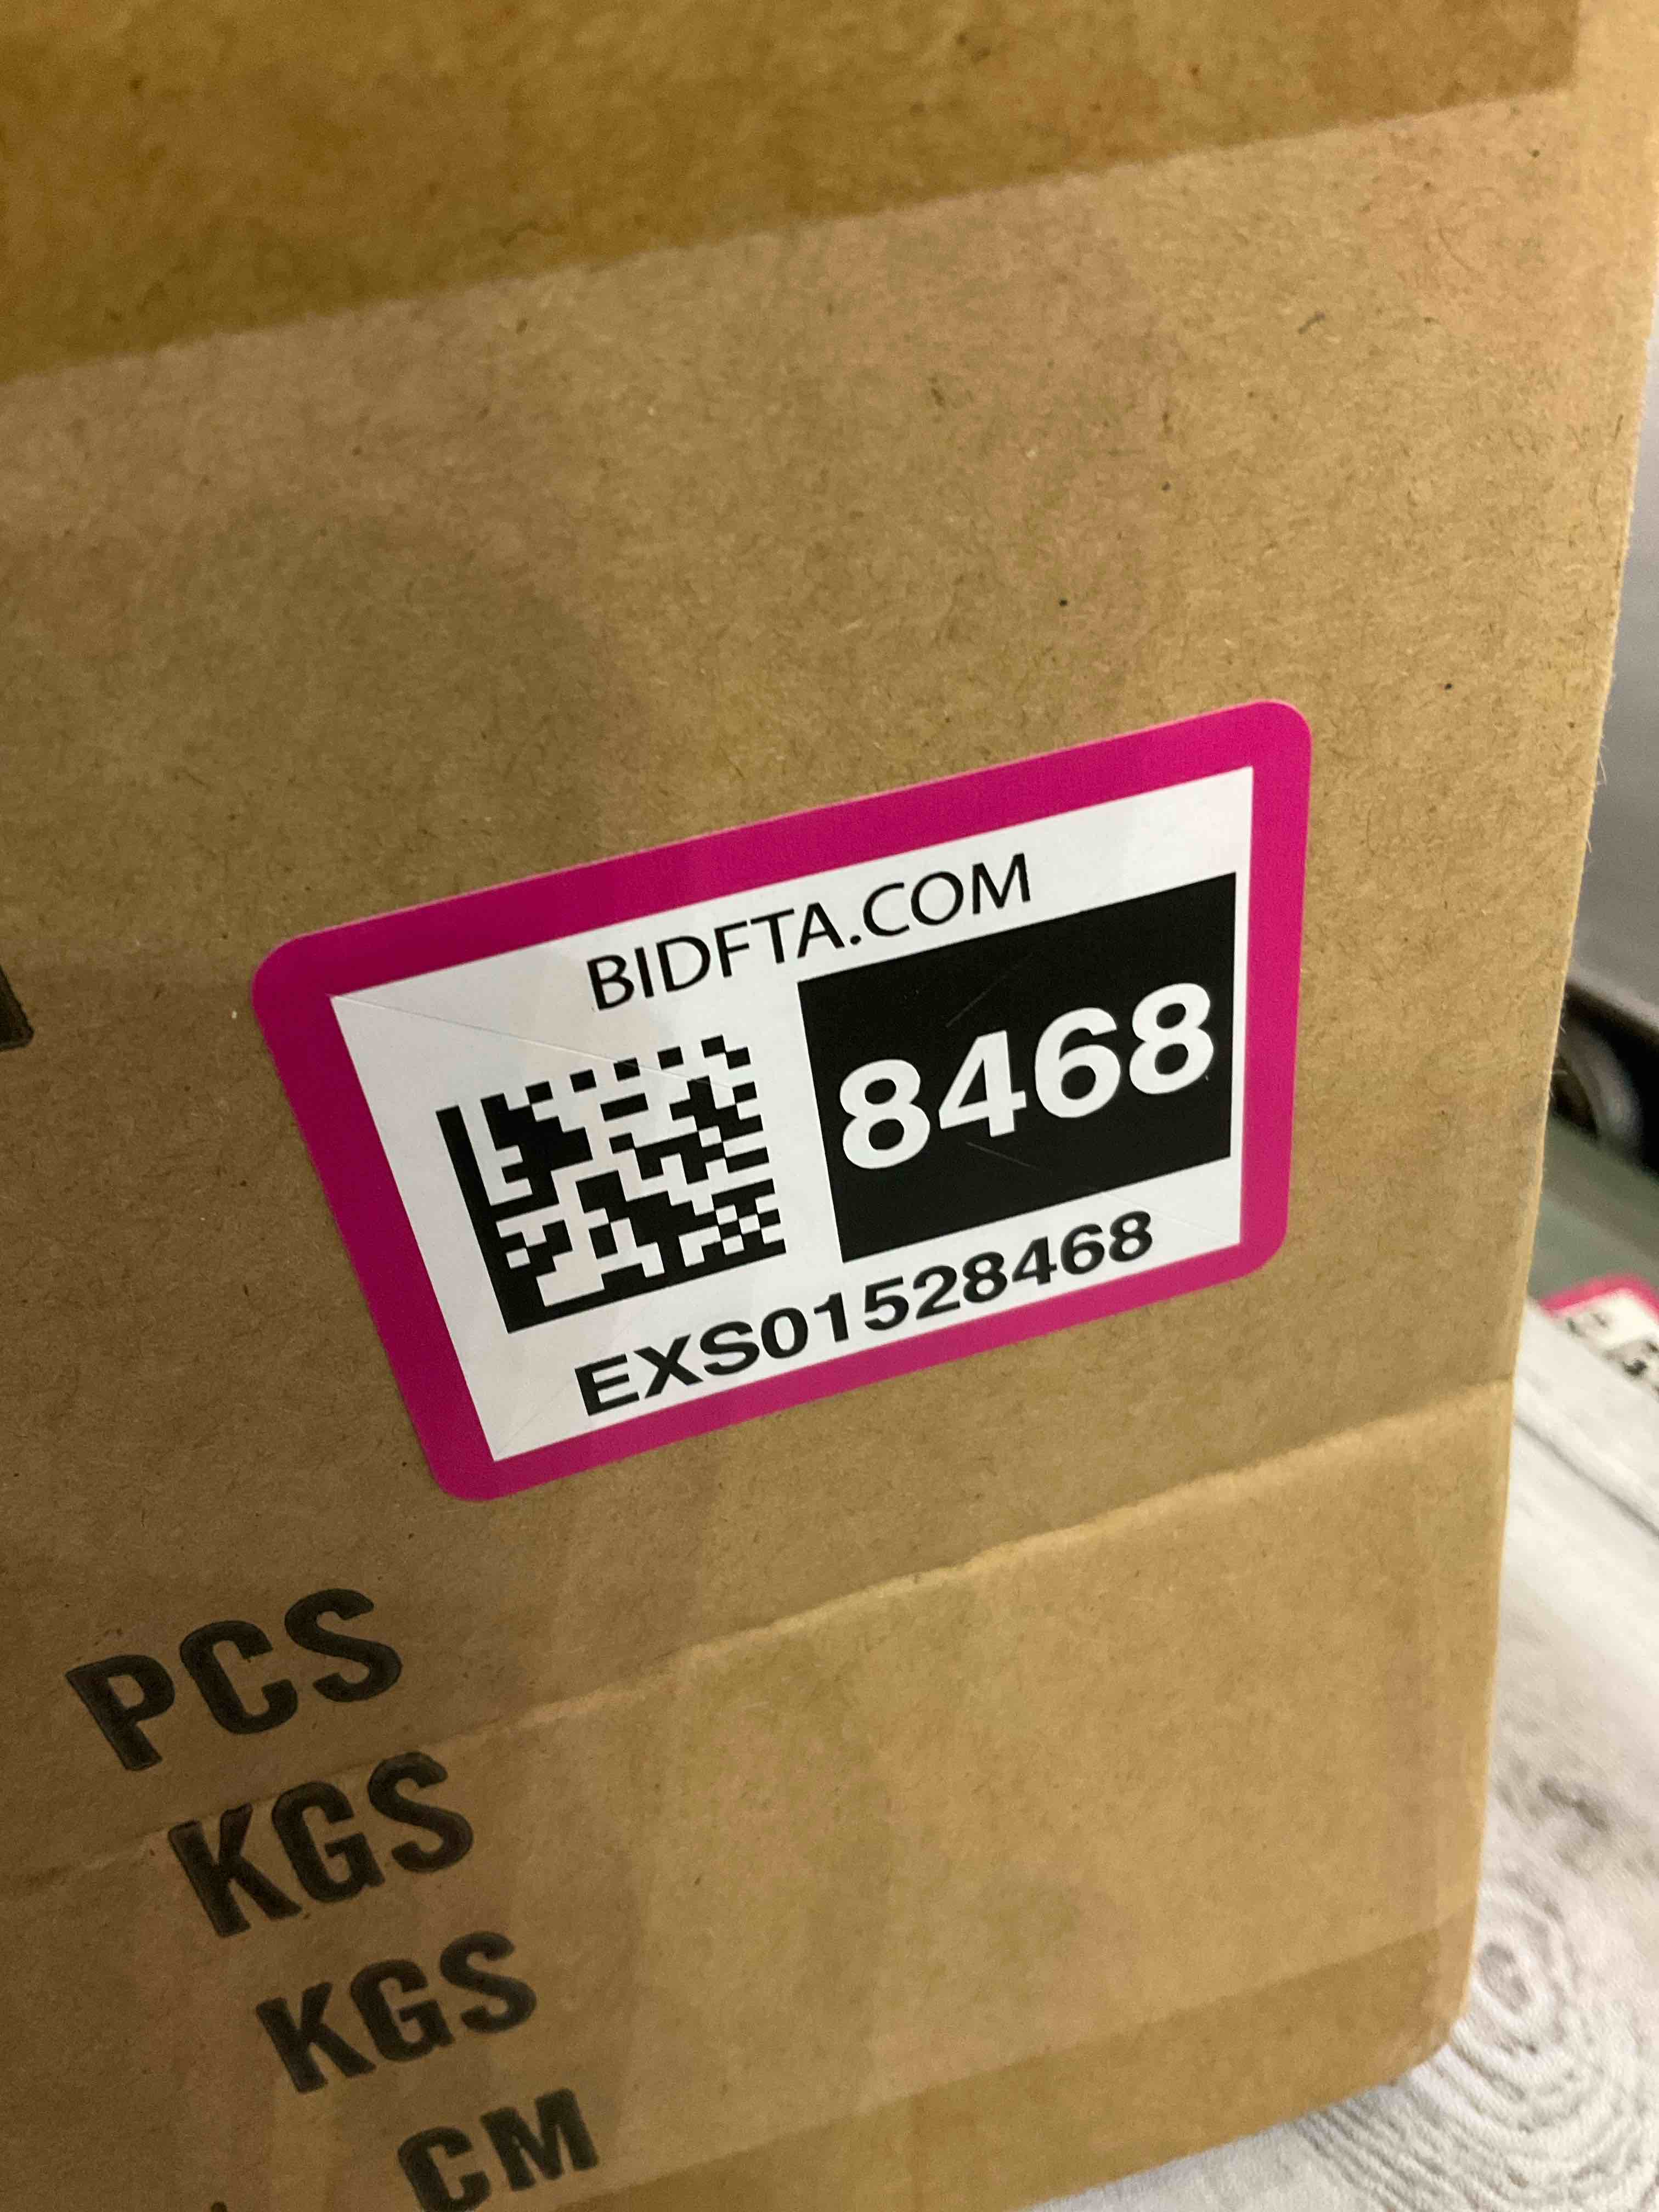 BIDFTA.COM
8468
EXS01528468
PCS
KGS
KGS
CM